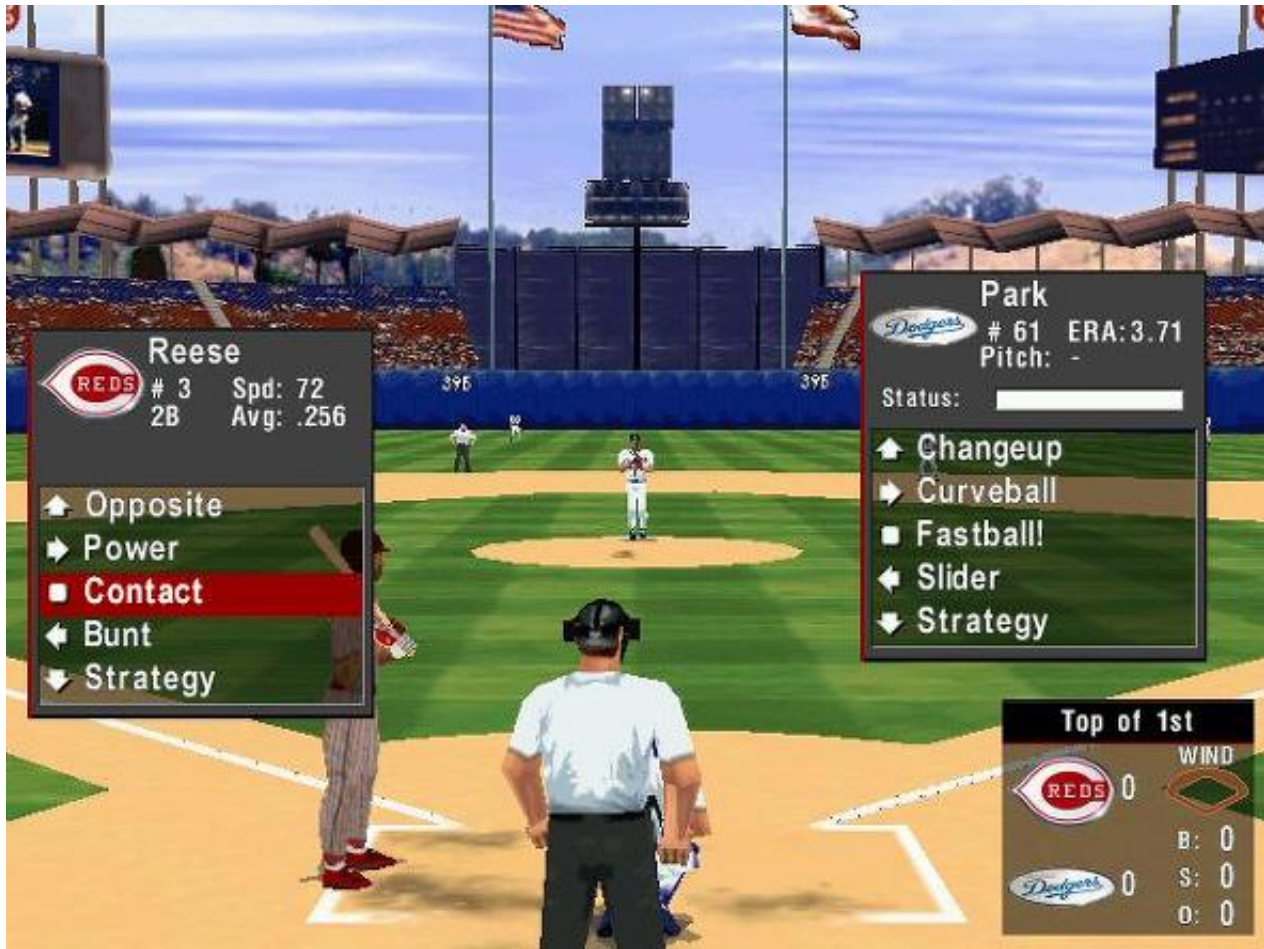 Reese
REDS
# 3 Spd: 72
2B Avg: .256
Opposite
Power
Contact
Bunt
Strategy
395
395
Park
Dodgers
# 61 ERA:3.71
Pitch: -
Status:
Changeup
Curveball
Fastball!
Slider
Strategy
Top of 1st
WIND
REDS 0
B: 0
Dodgers 0
S: 0
O: 0